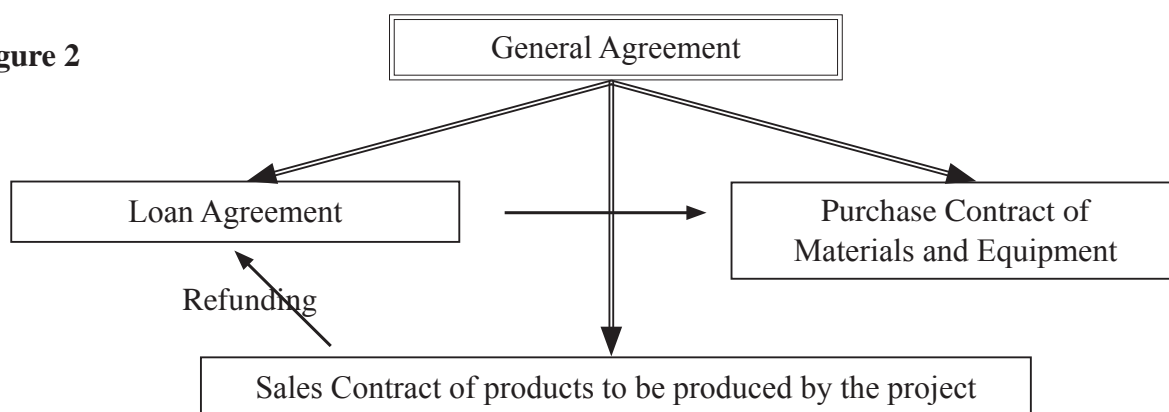 General Agreement
gure 2
Loan Agreement
Purchase Contract of
Materials and Equipment
Refunding
Sales Contract of products to be produced by the project